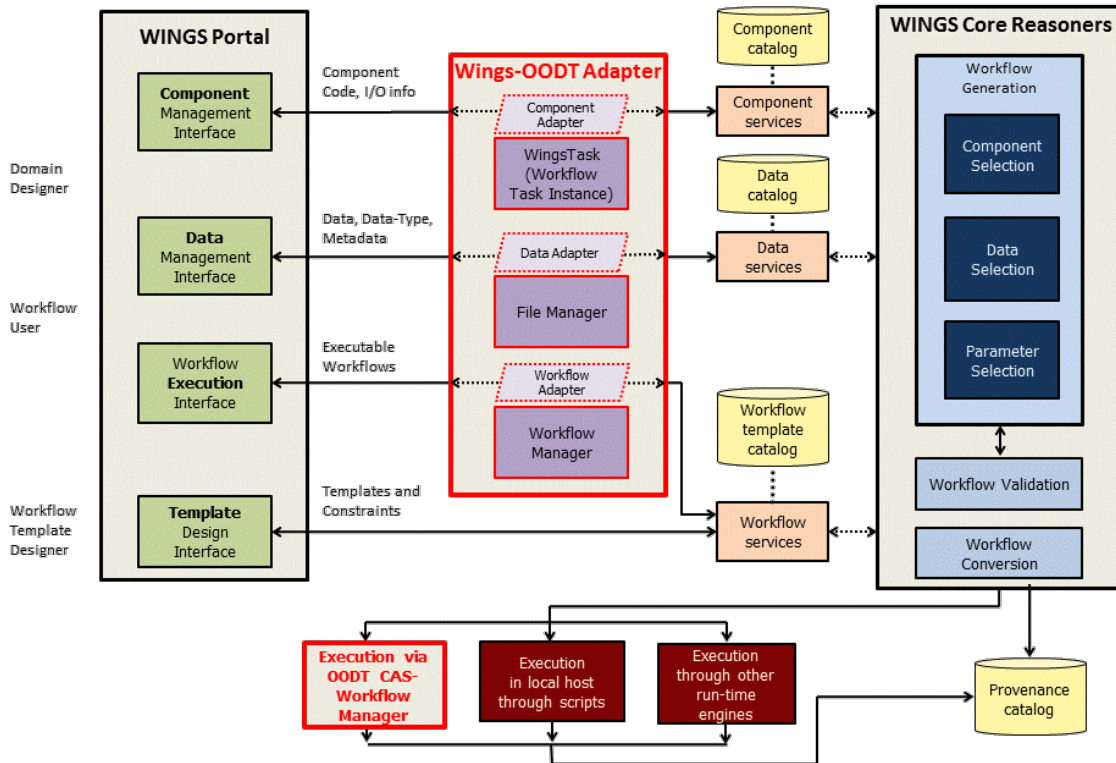 WINGS Portal
Component
Management
Interface
Data
Management
Interface
Workflow
Execution
Interface
Template
Design
Interface
Domain
Designer
Workflow
User
Workflow
Template
Designer
Component
Code, I/O info
Data, Data-Type,
Metadata
Executable
Workflows
Templates and
Constraints
Wings-OODT Adapter
Component
Adapter
WingsTask
(Workflow
Task Instance)
Data Adapter
File Manager
Workflow
Adapter
Workflow
Manager
Component
catalog
Component
services
Data
catalog
Data
services
Workflow
template
catalog
Workflow
services
WINGS Core Reasoners
Workflow
Generation
Component
Selection
Data
Selection
Parameter
Selection
Workflow Validation
Workflow
Conversion
Execution via
OODT CAS-
Workflow
Manager
Execution
in local host
through scripts
Execution
through other
run-time
engines
Provenance
catalog